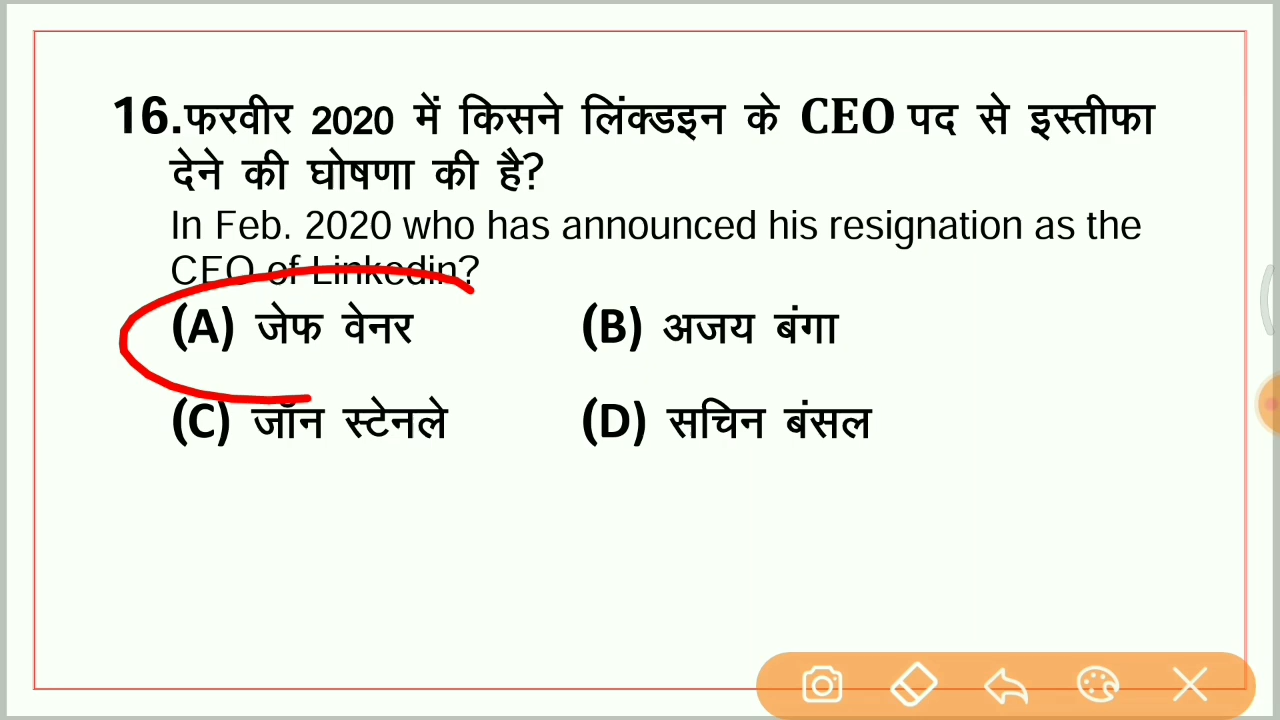 16.फरवीर 2020 में किसने लिंक्डइन के CEO पद से इस्तीफा
देने की घोषणा की है?
In Feb. 2020 who has announced his resignation as the
CEO of Linkedin?
(A) जेफ वेनर (B) अजय बंगा
(C) जॉन स्टेनले (D) सचिन बंसल